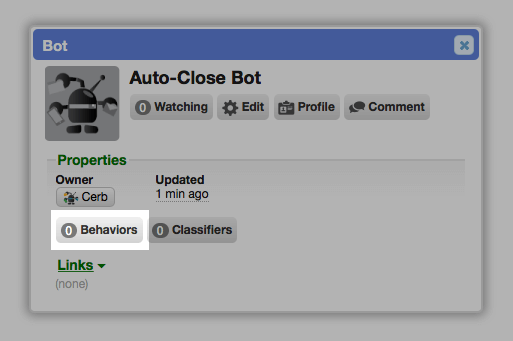 Bot
Auto-Close Bot
0 Watching Edit Profile Comment
Properties
Owner Updated
Cerb 1 min ago
0 Behaviors 0 Classifiers
Links
(none)